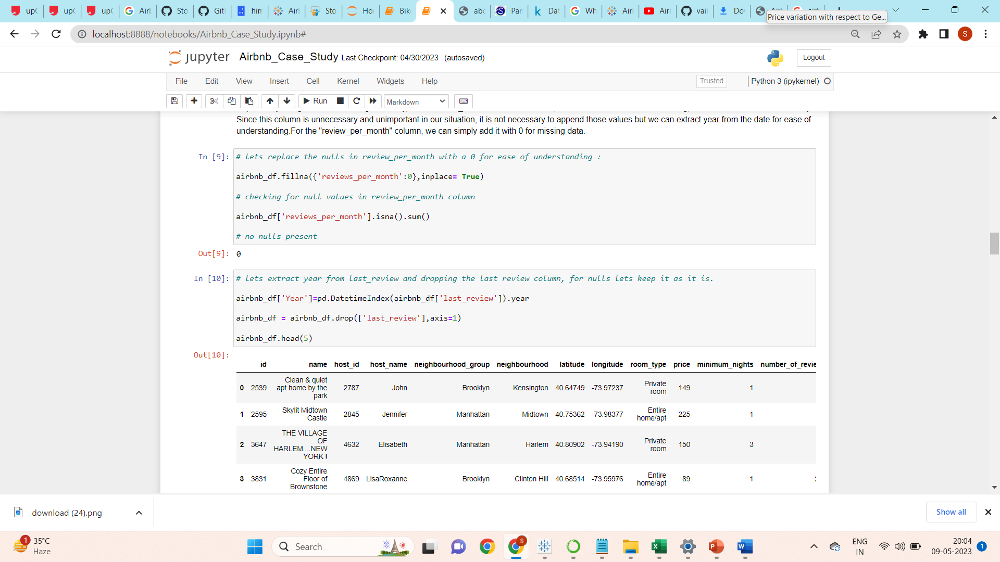 upG
upG
upG
Airl
Sto
Git
him
Airl
Sto
Ho
Bik
abc
Pan
Dat
Wh
Airl
Airl
vail
Do
Price variation with respect to Ge...
localhost:8888/notebooks/Airbnb_Case_Study.ipynb#
S
jupyter Airbnb_Case_Study Last Checkpoint: 04/30/2023 (autosaved)
Logout
File Edit View Insert Cell Kernel Widgets Help
Trusted
Python 3 (ipykernel)
Run
Markdown
Since this column is unnecessary and unimportant in our situation, it is not necessary to append those values but we can extract year from the date for ease of
understanding.For the "review_per_month" column, we can simply add it with 0 for missing data.
In [9]: # lets replace the nulls in review_per_month with a 0 for ease of understanding :
airbnb_df.fillna({'reviews_per_month':0},inplace= True)
# checking for null values in review_per_month column
airbnb_df['reviews_per_month'].isna().sum()
# no nulls present
Out[9]: 0
In [10]: # lets extract year from last_review and dropping the last review column, for nulls lets keep it as it is.
airbnb_df['Year']=pd.DatetimeIndex(airbnb_df['last_review']).year
airbnb_df = airbnb_df.drop(['last_review'],axis=1)
airbnb_df.head(5)
Out[10]:
id name host_id host_name neighbourhood_group neighbourhood latitude longitude room_type price minimum_nights number_of_revie
0 2539 Clean & quiet apt home by the park 2787 John Brooklyn Kensington 40.64749 -73.97237 Private room 149 1
1 2595 Skylit Midtown Castle 2845 Jennifer Manhattan Midtown 40.75362 -73.98377 Entire home/apt 225 1
2 3647 THE VILLAGE OF HARLEM....NEW YORK ! 4632 Elisabeth Manhattan Harlem 40.80902 -73.94190 Private room 150 3
3 3831 Cozy Entire Floor of Brownstone 4869 LisaRoxanne Brooklyn Clinton Hill 40.68514 -73.95976 Entire home/apt 89 1
download (24).png
Show all
1
35°C
Haze
Search
S
ENG
IN
20:04
09-05-2023
1